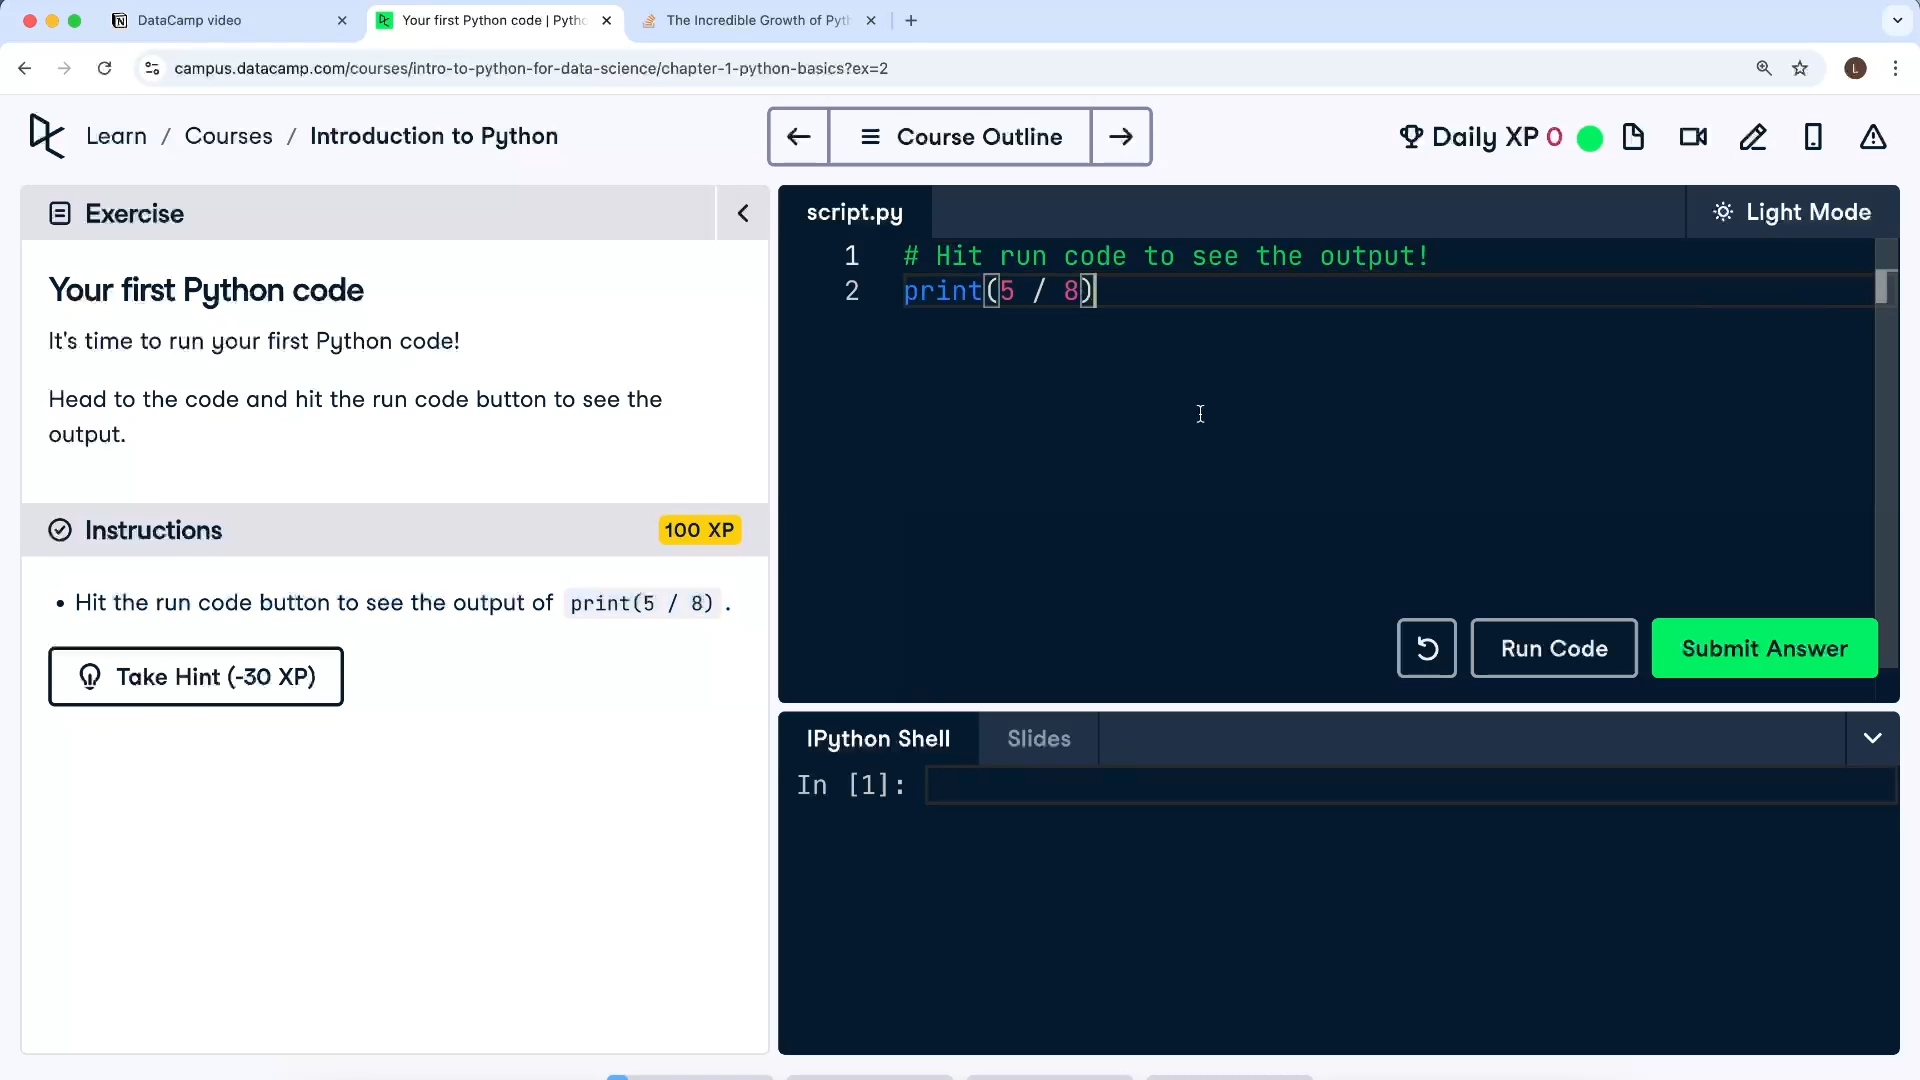 DataCamp video
Your first Python code | Pytho
The Incredible Growth of Pyth
campus.datacamp.com/courses/intro-to-python-for-data-science/chapter-1-python-basics?ex=2
L
Learn / Courses / Introduction to Python
Course Outline
Daily XP 0
Exercise
Your first Python code
It's time to run your first Python code!
Head to the code and hit the run code button to see the
output.
Instructions
100 XP
• Hit the run code button to see the output of print(5 / 8) .
Take Hint (-30 XP)
script.py
Light Mode
1 # Hit run code to see the output!
2 print(5 / 8)
Run Code
Submit Answer
IPython Shell
Slides
In [1]: